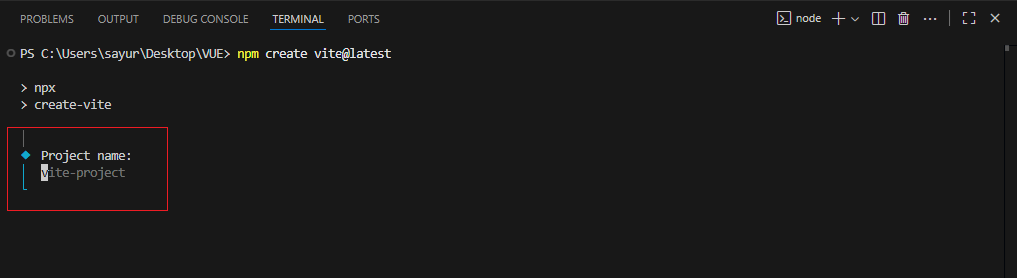 PROBLEMS OUTPUT DEBUG CONSOLE TERMINAL PORTS node
PS C:\Users\sayur\Desktop\VUE> npm create vite@latest
> npx
> create-vite
Project name:
vite-project